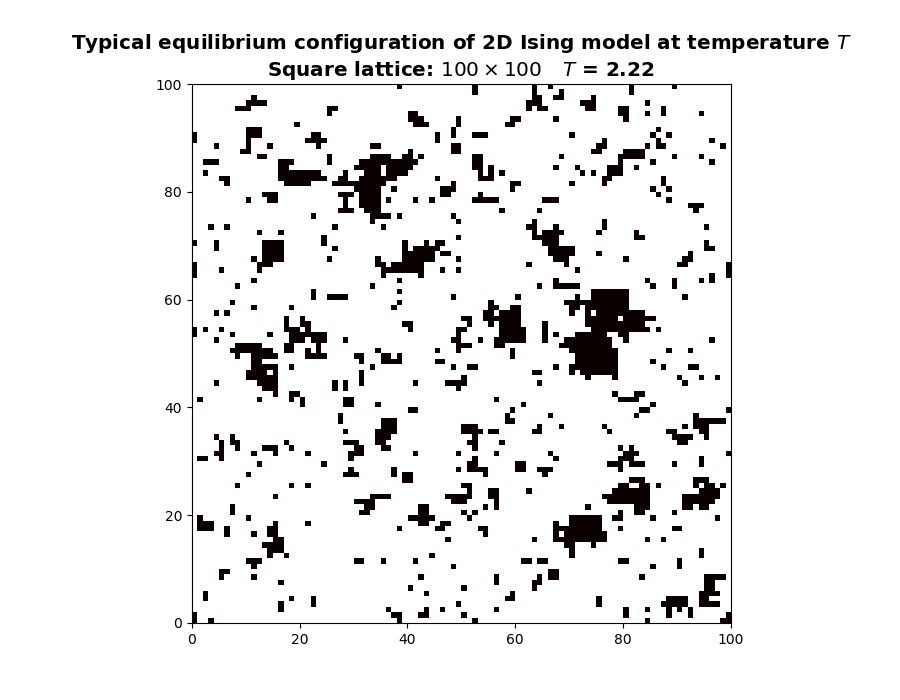 Typical equilibrium configuration of 2D Ising model at temperature T
Square lattice: 100 × 100 T = 2.22
100
80
60
40
20
0
0 20 40 60 80 100